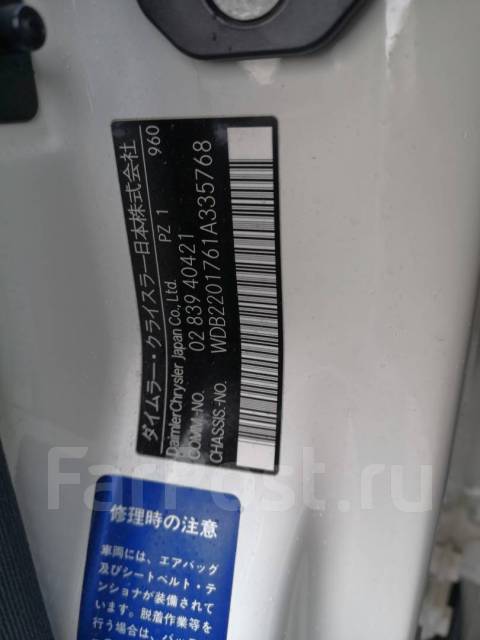 ダイムラー・クライスラー日本株式会社
DaimlerChrysler Japan Co., Ltd. PZ 1 960
COMM-NO. 02 839 40421
CHASSIS.-NO. WDB2201761A335768
修理時の注意
車両には、エアバッグ
及びシートベルト・テ
ンショナが装備されて
います。脱着作業等を
行う場合は、
FarPost.ru